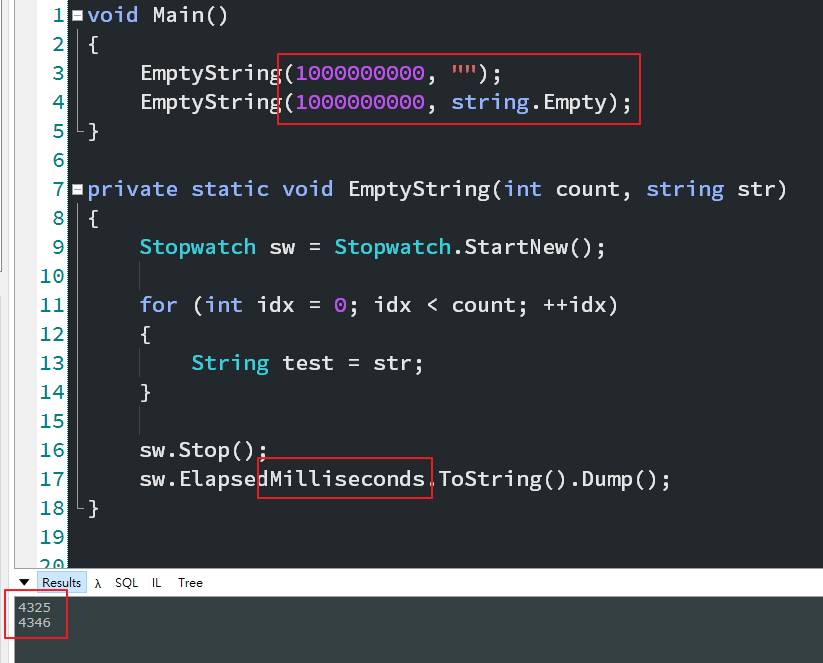 1 void Main()
2 {
3 EmptyString(1000000000, "");
4 EmptyString(1000000000, string.Empty);
5 }
6
7 private static void EmptyString(int count, string str)
8 {
9 Stopwatch sw = Stopwatch.StartNew();
10
11 for (int idx = 0; idx < count; ++idx)
12 {
13 String test = str;
14 }
15
16 sw.Stop();
17 sw.ElapsedMilliseconds.ToString().Dump();
18 }
19
20
Results λ SQL IL Tree
4325
4346